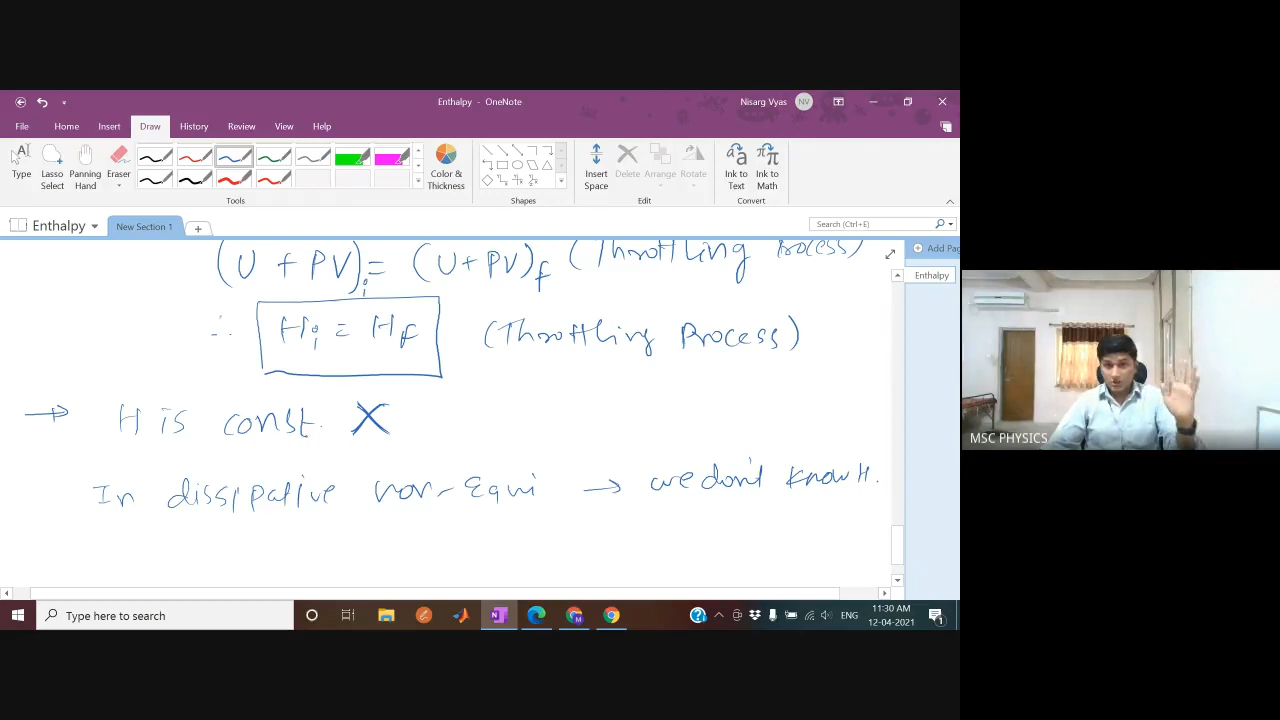 Enthalpy - OneNote
Nisarg Vyas NV
File Home Insert Draw History Review View Help
Type
Lasso Select
Panning Hand
Eraser
Color & Thickness
Insert Space
Delete
Arrange
Rotate
Ink to Text
Ink to Math
Tools
Shapes
Edit
Convert
Enthalpy
New Section 1
Search (Ctrl+E)
Add Pag
Enthalpy
(U + PV)i = (U+PV)f (Throttling Process)
∴ Hi = Hf (Throttling Process)
→ H is const. X
In dissipative non-Equi → we don't know H.
MSC PHYSICS
Type here to search
ENG
11:30 AM
12-04-2021
1